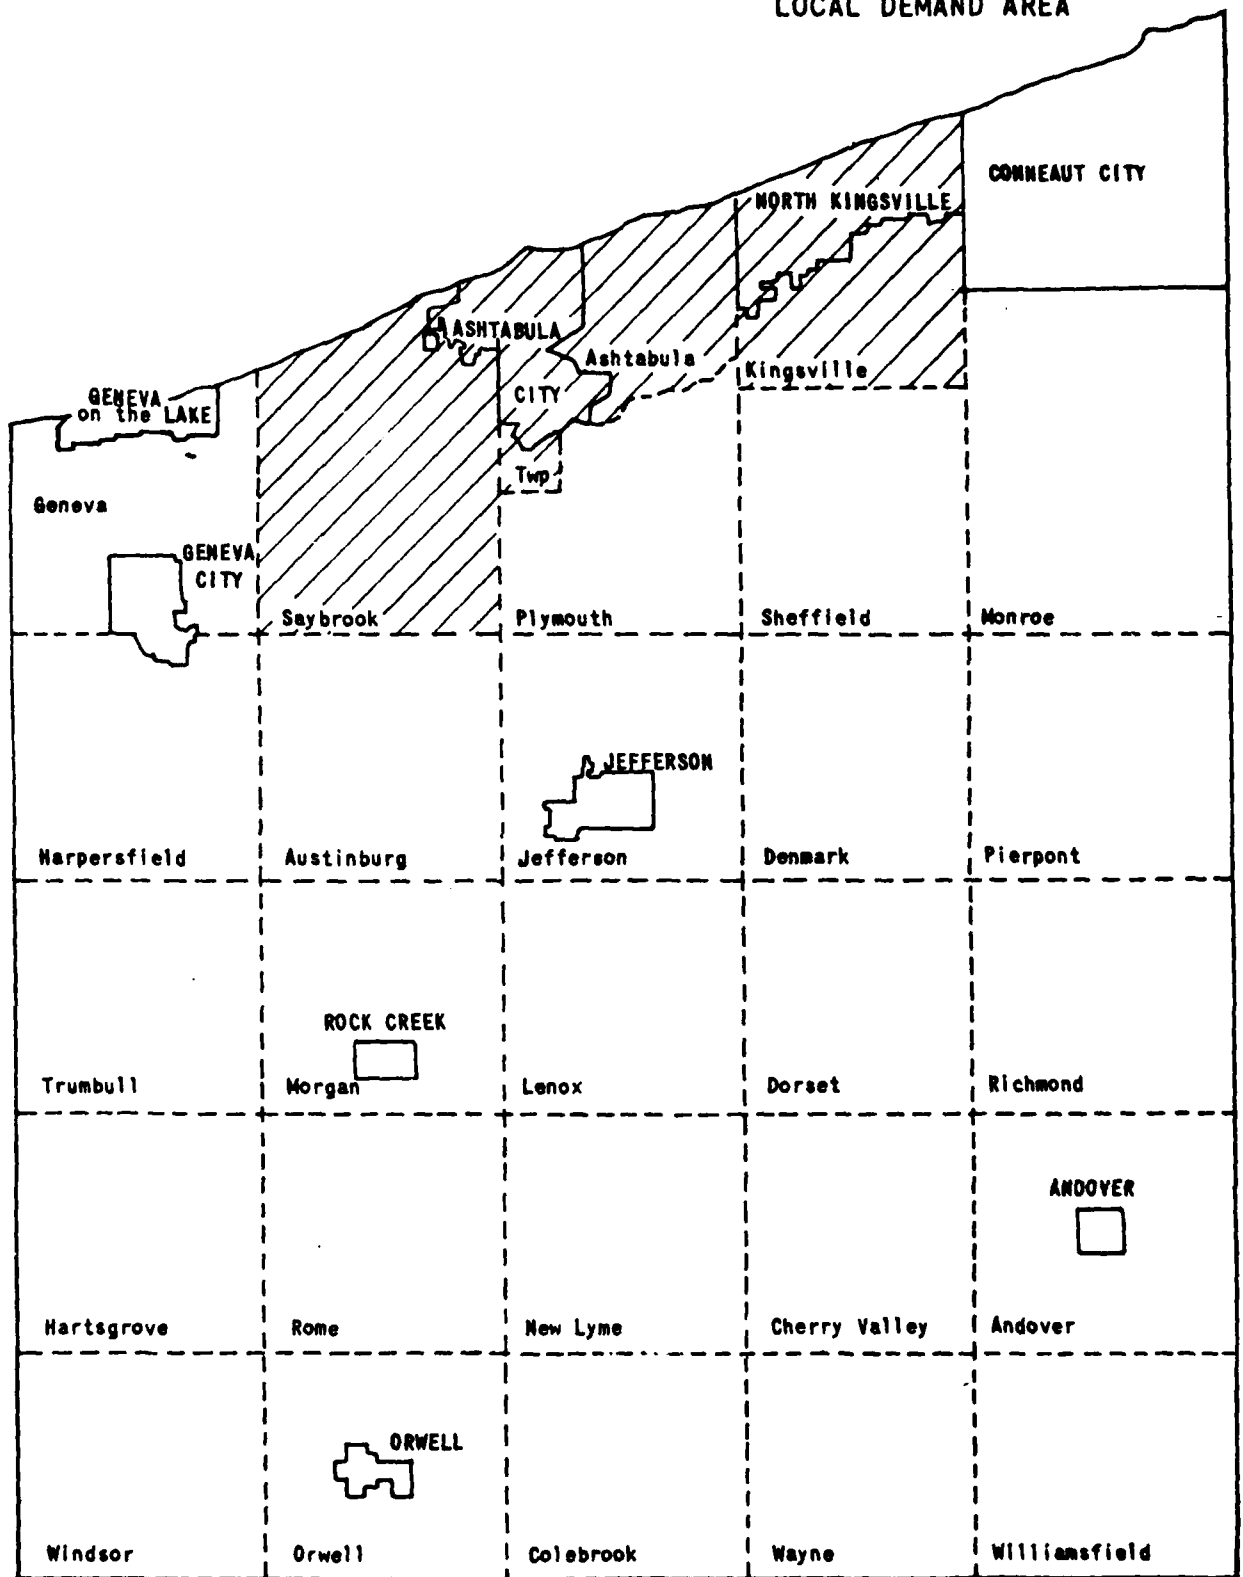 LOCAL DEMAND AREA
CONNEAUT CITY
NORTH KINGSVILLE
ASHTABULA
CITY
Ashtabula
Twp
Kingsville
GENEVA
on the LAKE
Geneva
GENEVA
CITY
Saybrook
Plymouth
Sheffield
Monroe
JEFFERSON
Harpersfield
Austinburg
Jefferson
Denmark
Pierpont
ROCK CREEK
Trumbull
Morgan
Lenox
Dorset
Richmond
ANDOVER
Hartsgrove
Rome
New Lyme
Cherry Valley
Andover
ORWELL
Windsor
Orwell
Colebrook
Wayne
Williamsfield